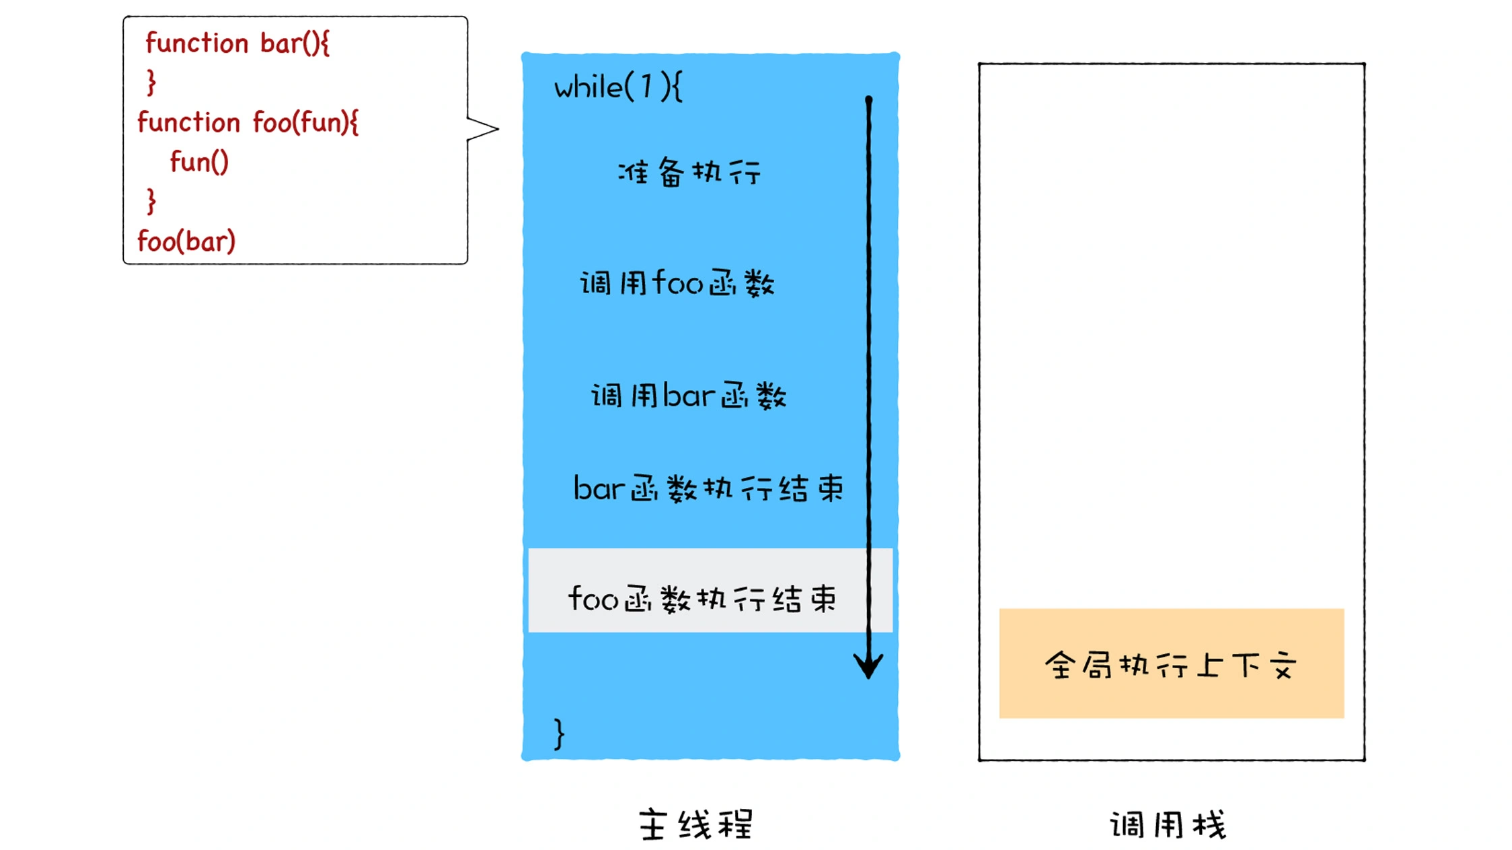 function bar(){
}
function foo(fun){
fun()
}
foo(bar)
while(1){
准备执行
调用foo函数
调用bar函数
bar函数执行结束
foo函数执行结束
}
主线程
全局执行上下文
调用栈